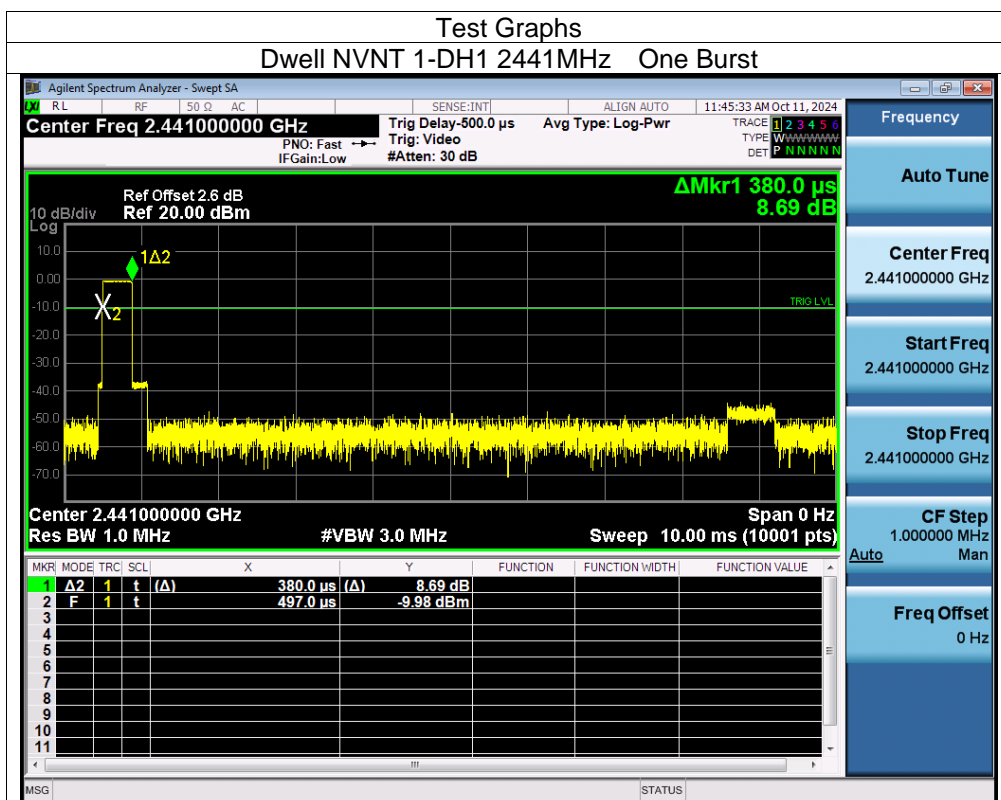 Test Graphs
Dwell NVNT 1-DH1 2441MHz One Burst
Agilent Spectrum Analyzer - Swept SA
LXI RL RF 50 Ω AC SENSE:INT ALIGN AUTO 11:45:33 AM Oct 11, 2024
Center Freq 2.441000000 GHz
PNO: Fast
IFGain:Low
Trig Delay-500.0 µs
Trig: Video
#Atten: 30 dB
Avg Type: Log-Pwr
TRACE 1 2 3 4 5 6
TYPE WWWWWW
DET P N N N N N
ΔMkr1 380.0 µs
8.69 dB
Ref Offset 2.6 dB
10 dB/div Ref 20.00 dBm
Log
10.0
0.00
-10.0
-20.0
-30.0
-40.0
-50.0
-60.0
-70.0
1Δ2
X2
TRIG LVL
Center 2.441000000 GHz Span 0 Hz
Res BW 1.0 MHz #VBW 3.0 MHz Sweep 10.00 ms (10001 pts)
MKR MODE TRC SCL X Y FUNCTION FUNCTION WIDTH FUNCTION VALUE
1 Δ2 1 t (Δ) 380.0 µs (Δ) 8.69 dB
2 F 1 t 497.0 µs -9.98 dBm
3
4
5
6
7
8
9
10
11
MSG STATUS
Frequency
Auto Tune
Center Freq
2.441000000 GHz
Start Freq
2.441000000 GHz
Stop Freq
2.441000000 GHz
CF Step
1.000000 MHz
Auto Man
Freq Offset
0 Hz